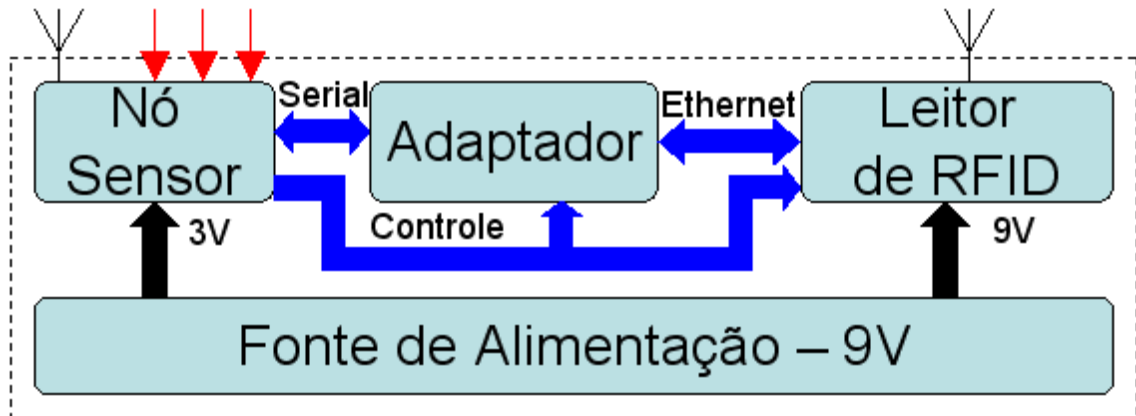 Nó
Sensor
Serial
Adaptador
Ethernet
Leitor
de RFID
3V
Controle
9V
Fonte de Alimentação – 9V